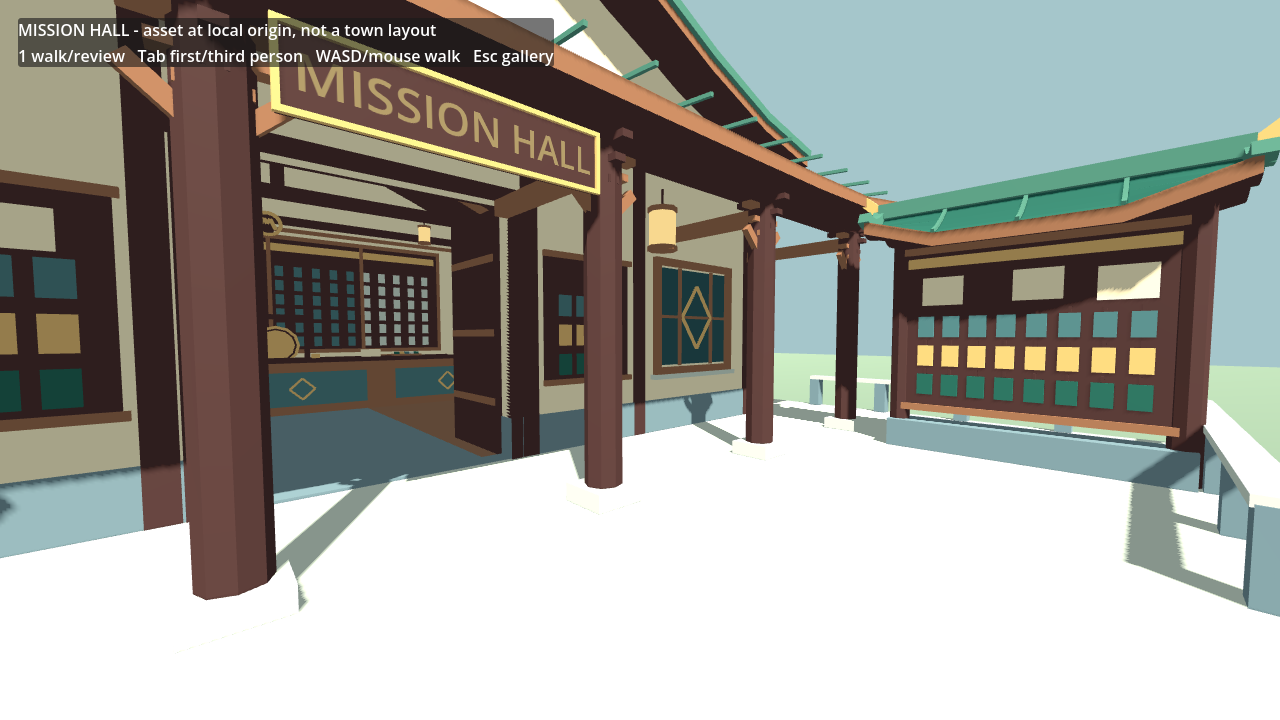 MISSION HALL - asset at local origin, not a town layout
1 walk/review   Tab first/third person   WASD/mouse walk   Esc gallery
MISSION HALL